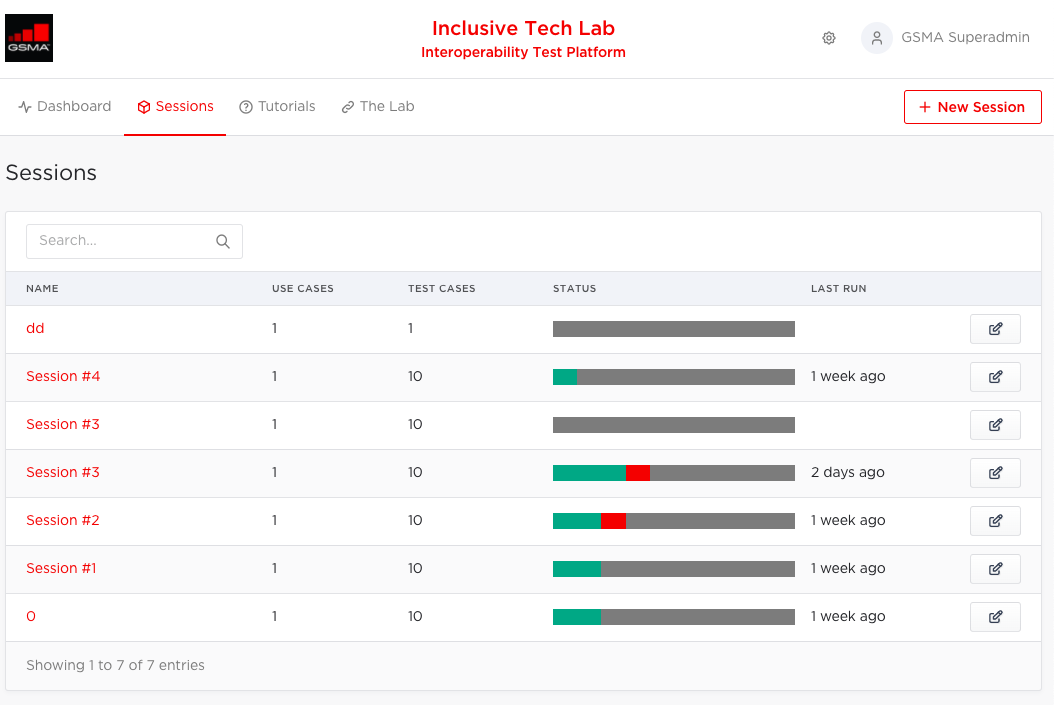 GSMA
Inclusive Tech Lab
Interoperability Test Platform
GSMA Superadmin
Dashboard Sessions Tutorials The Lab
New Session
Sessions
Search...
NAME USE CASES TEST CASES STATUS LAST RUN
dd 1 1
Session #4 1 10 1 week ago
Session #3 1 10
Session #3 1 10 2 days ago
Session #2 1 10 1 week ago
Session #1 1 10 1 week ago
0 1 10 1 week ago
Showing 1 to 7 of 7 entries